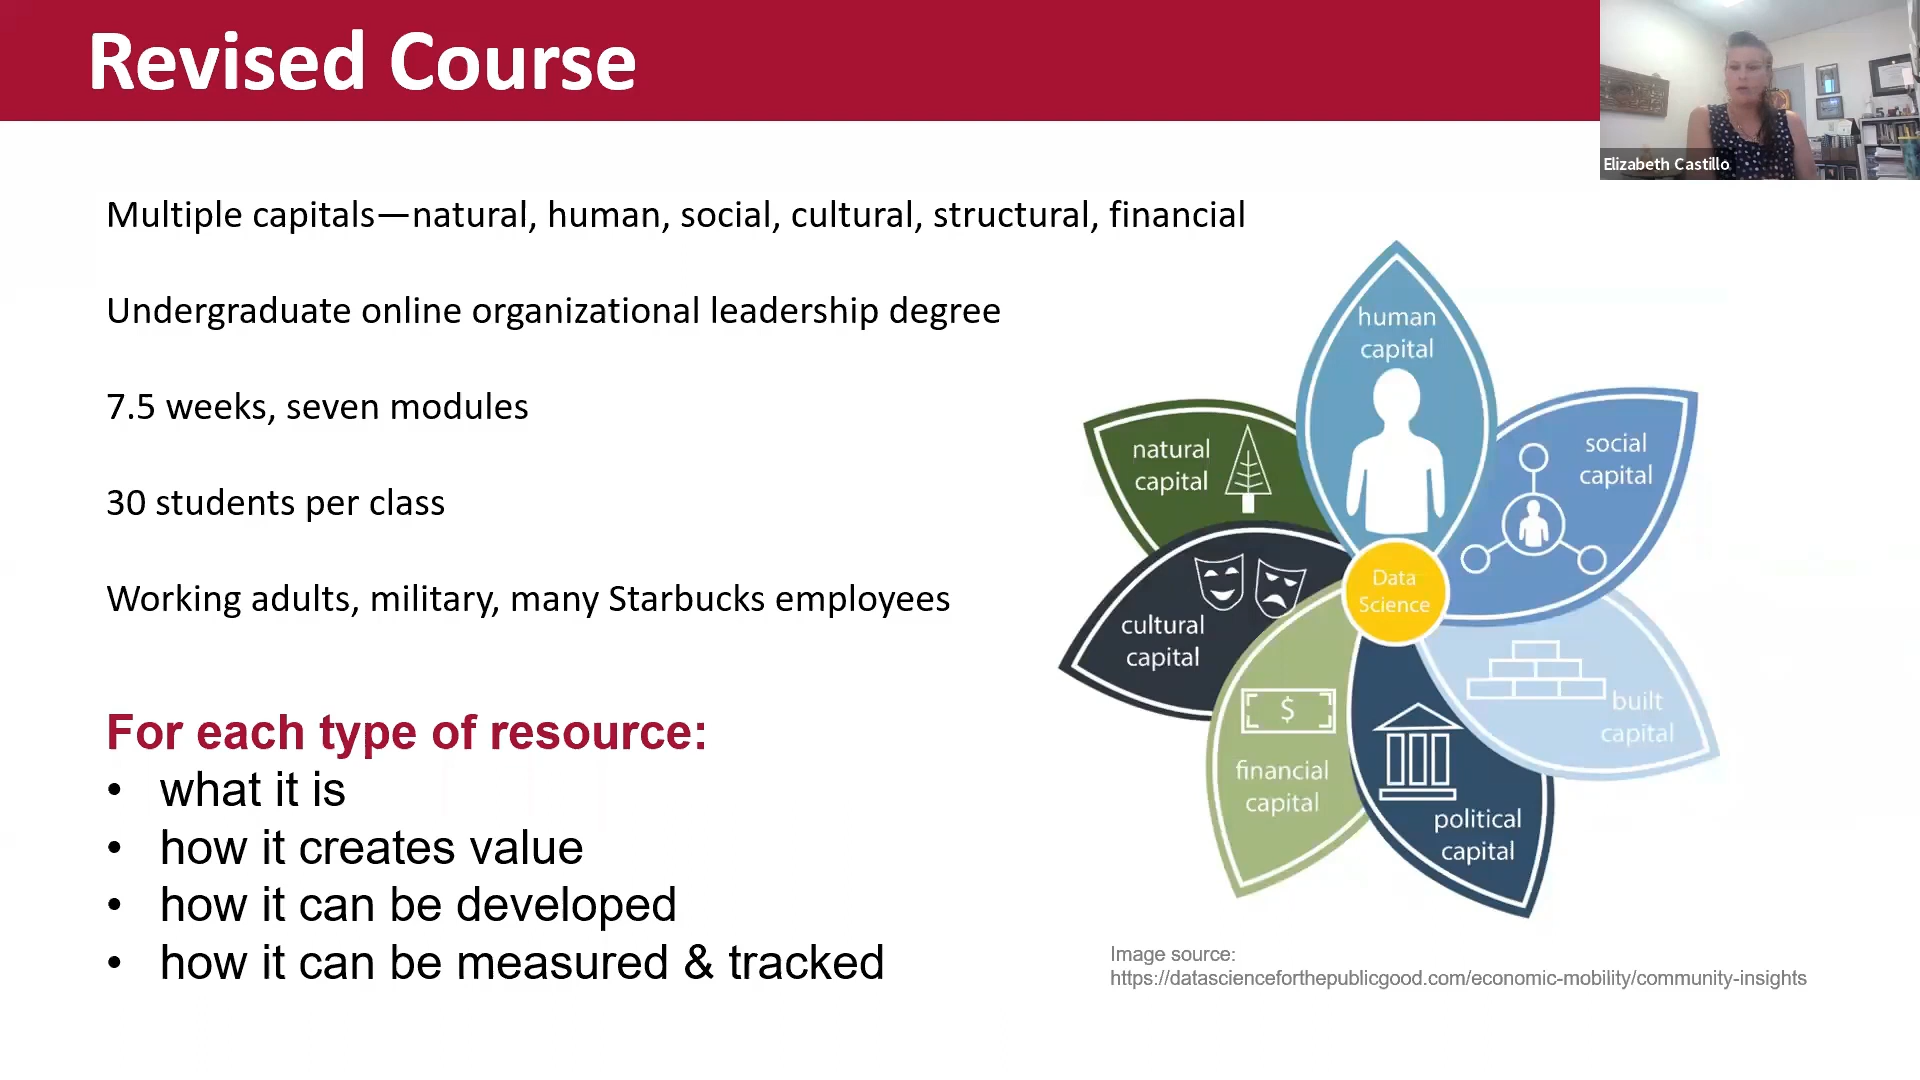 Revised Course
Elizabeth Castillo
Multiple capitals—natural, human, social, cultural, structural, financial
Undergraduate online organizational leadership degree
7.5 weeks, seven modules
30 students per class
Working adults, military, many Starbucks employees
For each type of resource:
• what it is
• how it creates value
• how it can be developed
• how it can be measured & tracked
human
capital
social
capital
natural
capital
cultural
capital
Data
Science
built
capital
$
financial
capital
political
capital
Image source:
https://datascienceforthepublicgood.com/economic-mobility/community-insights